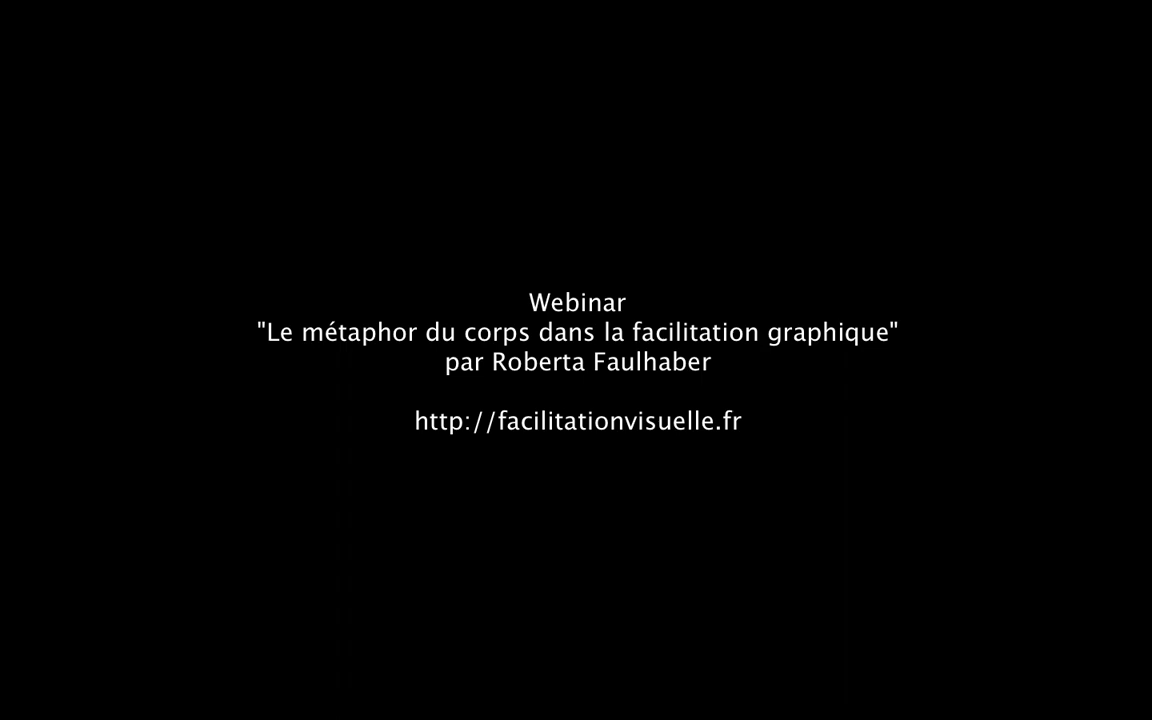 Webinar
"Le métaphor du corps dans la facilitation graphique"
par Roberta Faulhaber
http://facilitationvisuelle.fr